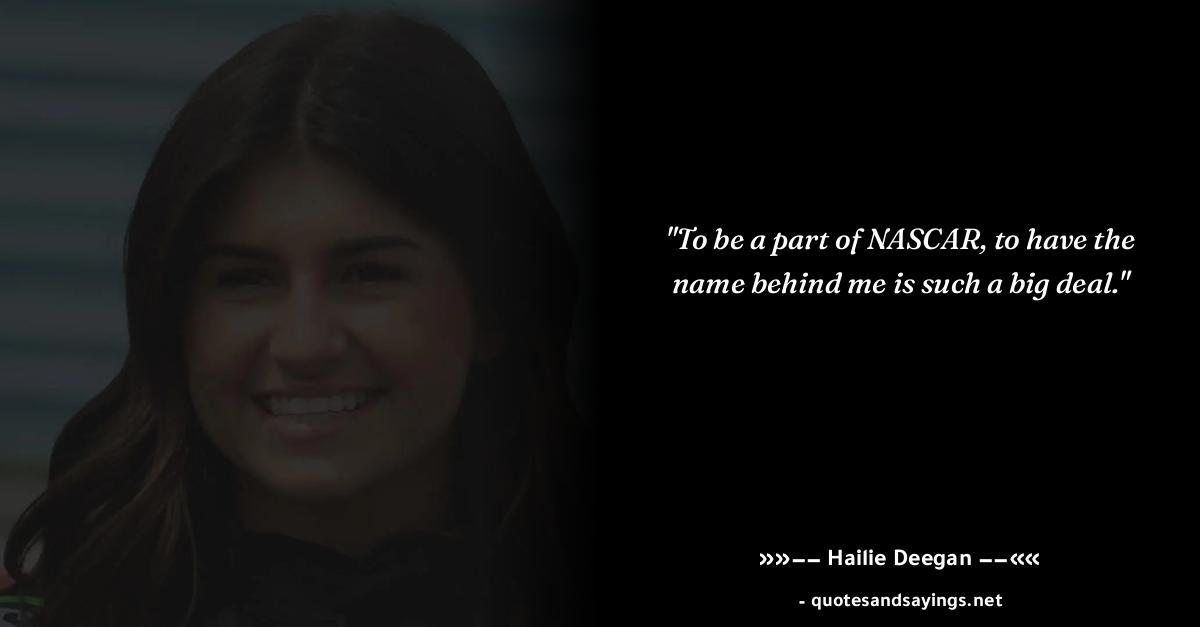 "To be a part of NASCAR, to have the
name behind me is such a big deal."
»»−− Hailie Deegan −−««
- quotesandsayings.net